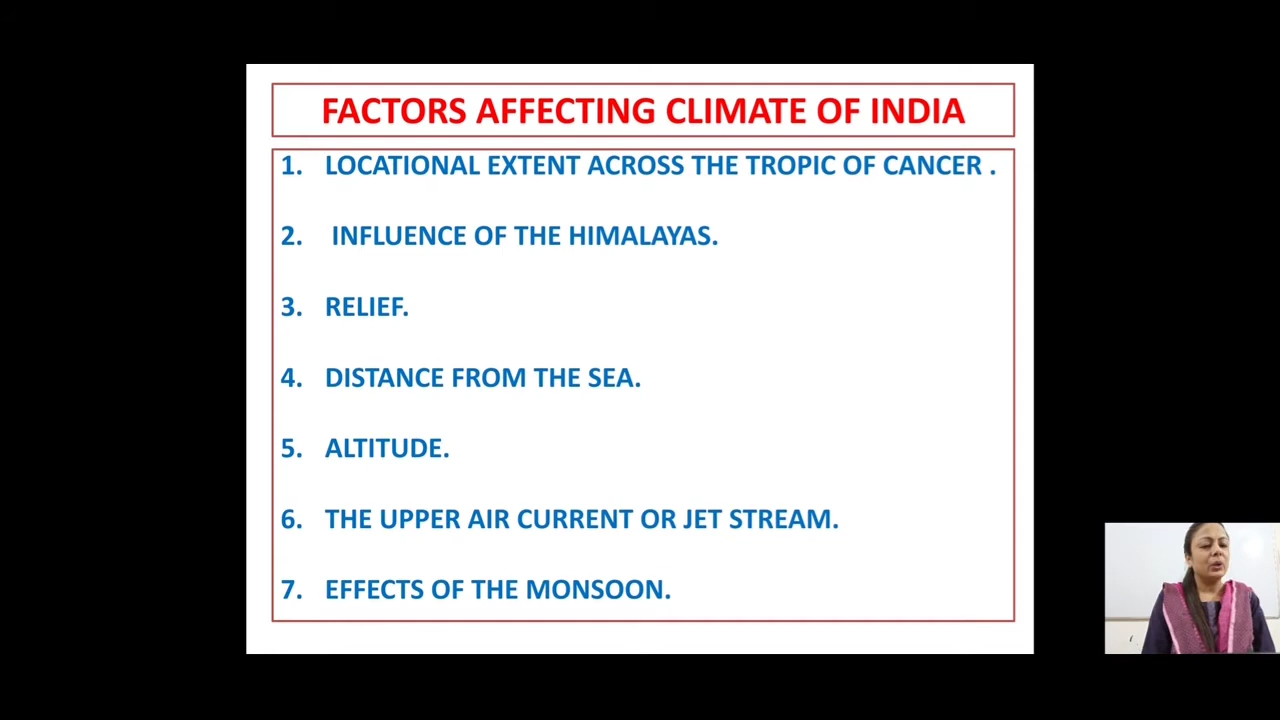 FACTORS AFFECTING CLIMATE OF INDIA
1. LOCATIONAL EXTENT ACROSS THE TROPIC OF CANCER .
2. INFLUENCE OF THE HIMALAYAS.
3. RELIEF.
4. DISTANCE FROM THE SEA.
5. ALTITUDE.
6. THE UPPER AIR CURRENT OR JET STREAM.
7. EFFECTS OF THE MONSOON.